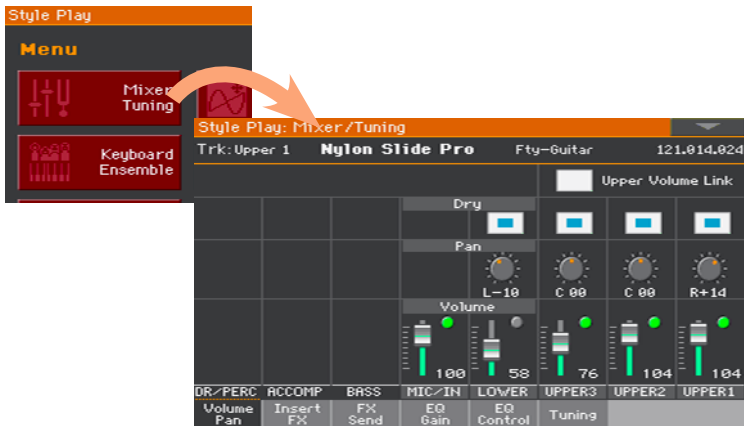 Style Play
Menu
Mixer
Tuning
Keyboard
Ensemble
Style Play: Mixer/Tuning
Trk:Upper 1 Nylon Slide Pro Fty-Guitar 121.014.024
Upper Volume Link
Dry
Pan
L-10 C 00 C 00 R+14
Volume
100 58 76 104 104
DR/PERC ACCOMP BASS MIC/IN LOWER UPPER3 UPPER2 UPPER1
Volume Pan Insert FX FX Send EQ Gain EQ Control Tuning